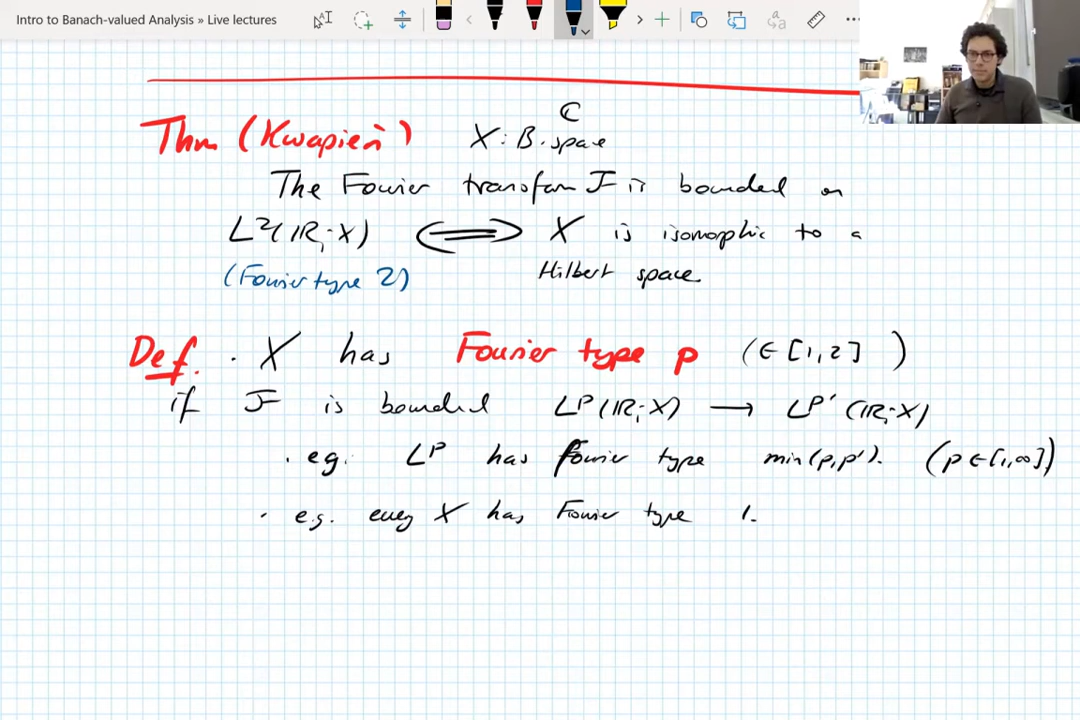 Intro to Banach-valued Analysis » Live lectures
Thm (Kwapień) X: B. space
ℂ
The Fourier transform F is bounded on
L²(ℝ; X) ⟺ X is isomorphic to a
(Fourier type 2) Hilbert space
Def. · X has Fourier type p (∈ [1,2])
if F is bounded Lᵖ(ℝ; X) → Lᵖ′(ℝ; X)
· eg. Lᵖ has Fourier type min(p,p′). (p ∈ [1,∞])
· e.g. every X has Fourier type 1.